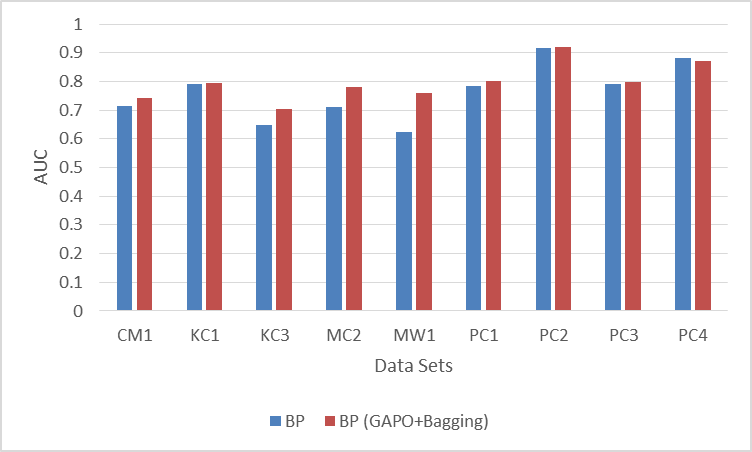 1
0.9
0.8
0.7
0.6
0.5
0.4
0.3
0.2
0.1
0
AUC
CM1 KC1 KC3 MC2 MW1 PC1 PC2 PC3 PC4
Data Sets
BP BP (GAPO+Bagging)